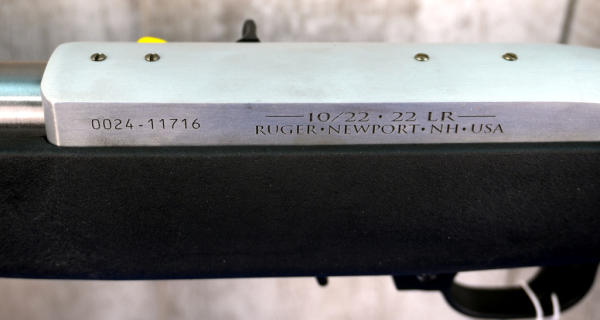 0024-11716
10/22 · 22 LR
RUGER·NEWPORT·NH·USA